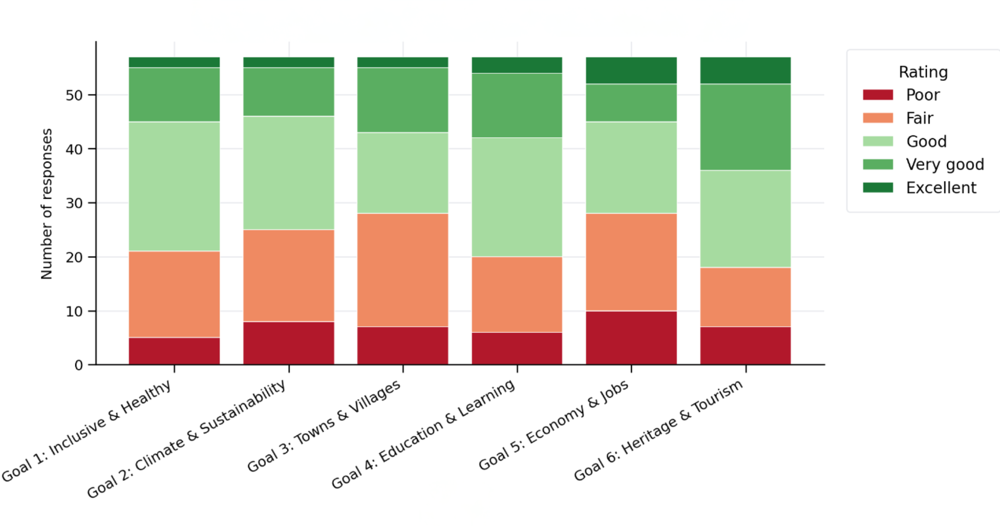 Number of responses
50
40
30
20
10
0
Goal 1: Inclusive & Healthy
Goal 2: Climate & Sustainability
Goal 3: Towns & Villages
Goal 4: Education & Learning
Goal 5: Economy & Jobs
Goal 6: Heritage & Tourism
Rating
Poor
Fair
Good
Very good
Excellent